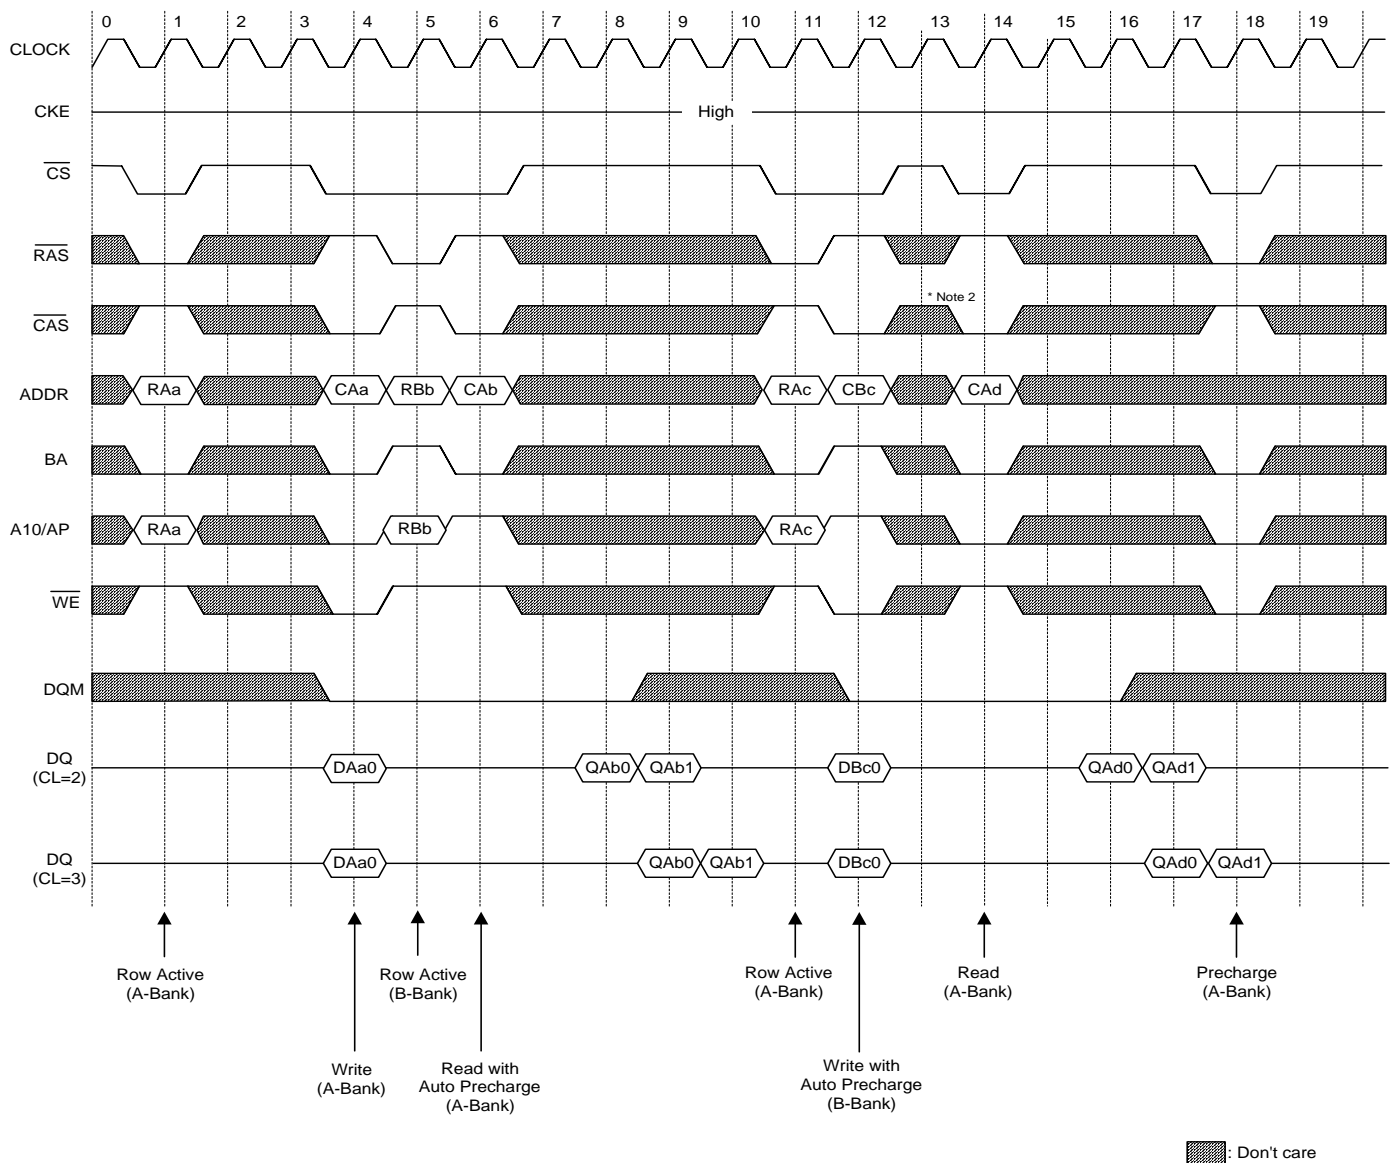 0 1 2 3 4 5 6 7 8 9 10 11 12 13 14 15 16 17 18 19
CLOCK
CKE High
CS
RAS
* Note 2
CAS
ADDR RAa CAa RBb CAb RAc CBc CAd
BA
A10/AP RAa RBb RAc
WE
DQM
DQ
(CL=2) DAa0 QAb0 QAb1 DBc0 QAd0 QAd1
DQ
(CL=3) DAa0 QAb0 QAb1 DBc0 QAd0 QAd1
Row Active
(A-Bank)
Row Active
(B-Bank)
Row Active
(A-Bank)
Read
(A-Bank)
Precharge
(A-Bank)
Write
(A-Bank)
Read with
Auto Precharge
(A-Bank)
Write with
Auto Precharge
(B-Bank)
: Don't care